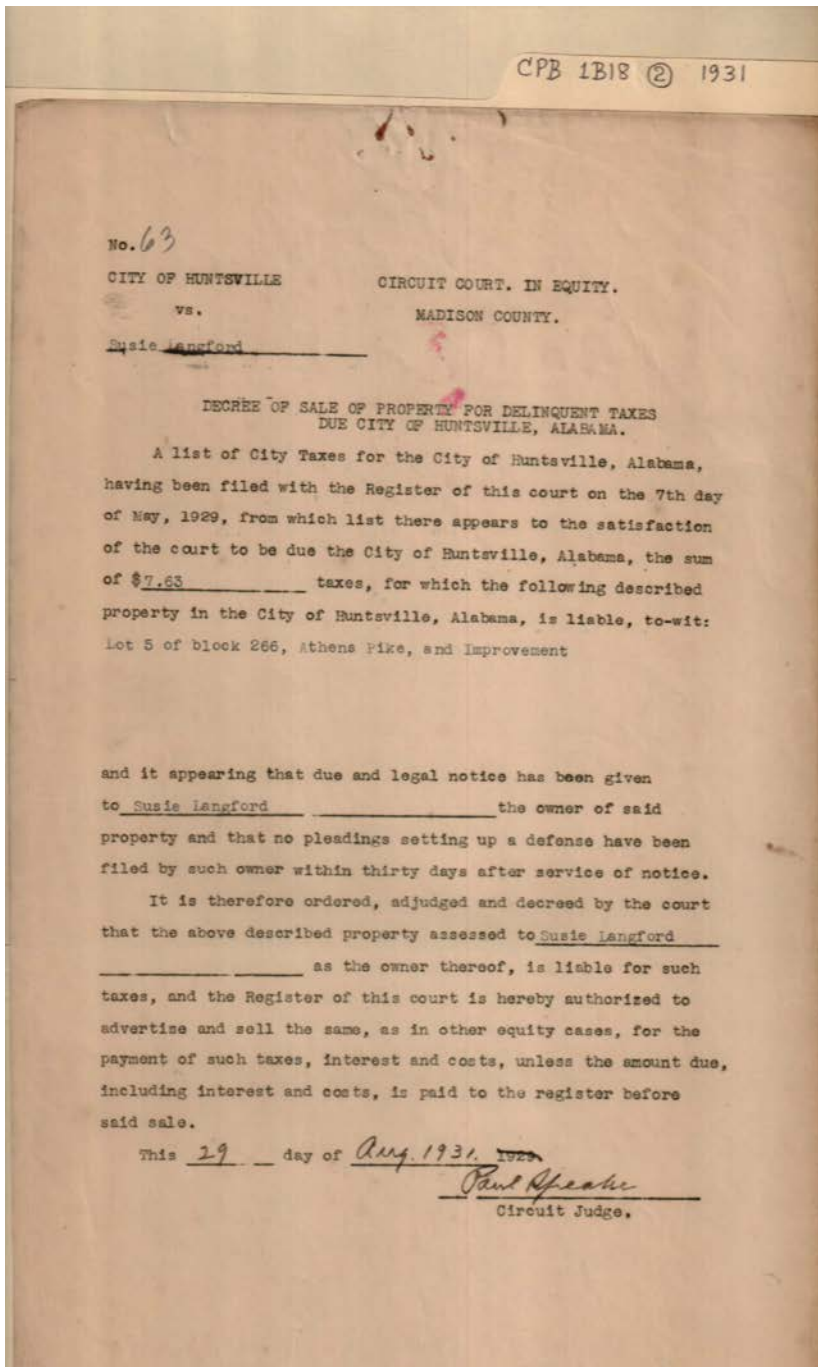 CPB 1B18 ② 1931
No. 63
CITY OF HUNTSVILLE
CIRCUIT COURT. IN EQUITY.
vs.
MADISON COUNTY.
Susie Langford
DECREE OF SALE OF PROPERTY FOR DELINQUENT TAXES
DUE CITY OF HUNTSVILLE, ALABAMA.
A list of City Taxes for the City of Huntsville, Alabama,
having been filed with the Register of this court on the 7th day
of May, 1929, from which list there appears to the satisfaction
of the court to be due the City of Huntsville, Alabama, the sum
of $7.63 taxes, for which the following described
property in the City of Huntsville, Alabama, is liable, to-wit:
Lot 5 of block 266, Athens Pike, and Improvement
and it appearing that due and legal notice has been given
to Susie Langford the owner of said
property and that no pleadings setting up a defense have been
filed by such owner within thirty days after service of notice.
It is therefore ordered, adjudged and decreed by the court
that the above described property assessed to Susie Langford
as the owner thereof, is liable for such
taxes, and the Register of this court is hereby authorized to
advertise and sell the same, as in other equity cases, for the
payment of such taxes, interest and costs, unless the amount due,
including interest and costs, is paid to the register before
said sale.
This 29 day of Aug. 1931. 1929.
Paul Speake
Circuit Judge.